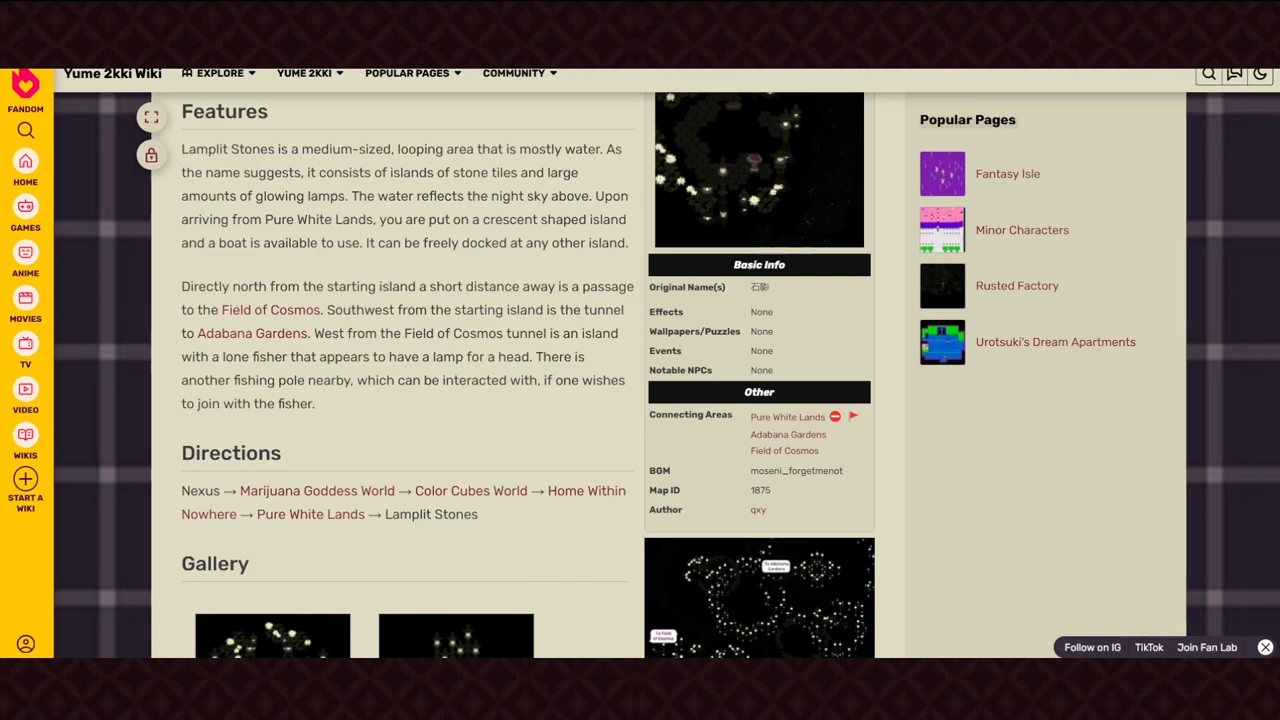 Yume 2kki Wiki
EXPLORE
YUME 2KKI
POPULAR PAGES
COMMUNITY
FANDOM
HOME
GAMES
ANIME
MOVIES
TV
VIDEO
WIKIS
START A
WIKI
Features
Lamplit Stones is a medium-sized, looping area that is mostly water. As
the name suggests, it consists of islands of stone tiles and large
amounts of glowing lamps. The water reflects the night sky above. Upon
arriving from Pure White Lands, you are put on a crescent shaped island
and a boat is available to use. It can be freely docked at any other island.
Directly north from the starting island a short distance away is a passage
to the Field of Cosmos. Southwest from the starting island is the tunnel
to Adabana Gardens. West from the Field of Cosmos tunnel is an island
with a lone fisher that appears to have a lamp for a head. There is
another fishing pole nearby, which can be interacted with, if one wishes
to join with the fisher.
Directions
Nexus → Marijuana Goddess World → Color Cubes World → Home Within
Nowhere → Pure White Lands → Lamplit Stones
Gallery
Basic Info
Original Name(s) 石影
Effects None
Wallpapers/Puzzles None
Events None
Notable NPCs None
Other
Connecting Areas Pure White Lands
Adabana Gardens
Field of Cosmos
BGM moseni_forgetmenot
Map ID 1875
Author qxy
To Adabana
Gardens
To Field
of Cosmos
Popular Pages
Fantasy Isle
Minor Characters
Rusted Factory
Urotsuki's Dream Apartments
Follow on IG
TikTok
Join Fan Lab